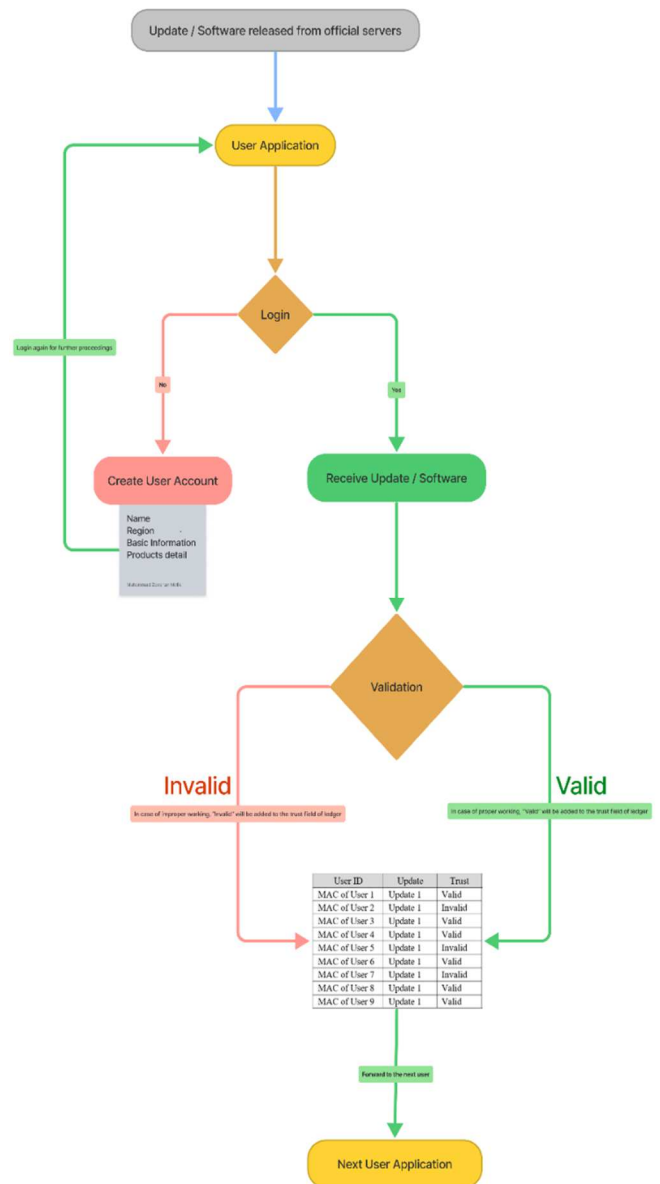 Update / Software released from official servers
User Application
Login
Login again for further proceedings
No
Yes
Create User Account
Receive Update / Software
Name
Region
Basic Information
Products detail
Validation
Invalid
Valid
In case of improper working, "Invalid" will be added to the trust field of ledger
In case of proper working, "Valid" will be added to the trust field of ledger
User ID Update Trust
MAC of User 1 Update 1 Valid
MAC of User 2 Update 1 Invalid
MAC of User 3 Update 1 Valid
MAC of User 4 Update 1 Valid
MAC of User 5 Update 1 Invalid
MAC of User 6 Update 1 Valid
MAC of User 7 Update 1 Invalid
MAC of User 8 Update 1 Valid
MAC of User 9 Update 1 Valid
Forward to the next user
Next User Application